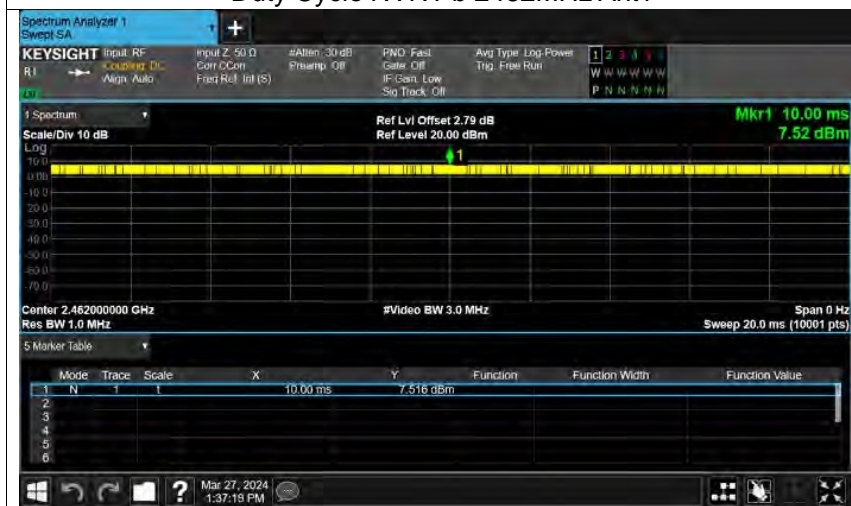 Spectrum Analyzer 1
Swept SA
+
KEYSIGHT Input: RF Input Z: 50 Ω #Atten: 30 dB PNO: Fast Avg Type: Log-Power 1 2 3 4 5 6
Coupling: DC Corr CCorr Preamp: Off Gate: Off Trig: Free Run W W W W W W
Align: Auto Freq Ref: Int (S) IF Gain: Low P N N N N N
Sig Track: Off
1 Spectrum Ref Lvl Offset 2.79 dB Mkr1 10.00 ms
Scale/Div 10 dB Ref Level 20.00 dBm 7.52 dBm
Log
10.0
1
0.00
-10.0
-20.0
-30.0
-40.0
-50.0
-60.0
-70.0
Center 2.462000000 GHz #Video BW 3.0 MHz Span 0 Hz
Res BW 1.0 MHz Sweep 20.0 ms (10001 pts)
5 Marker Table
Mode Trace Scale X Y Function Function Width Function Value
1 N 1 t 10.00 ms 7.516 dBm
2
3
4
5
6
? Mar 27, 2024
1:37:19 PM